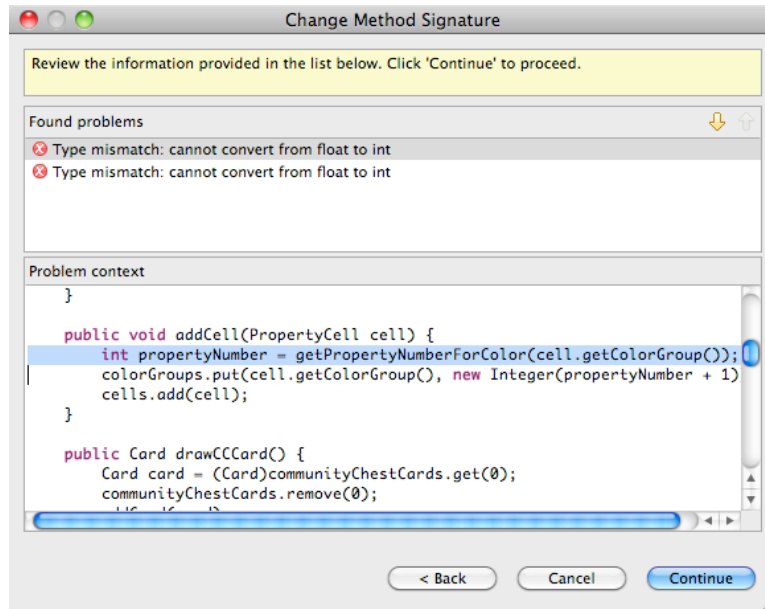 Change Method Signature
Review the information provided in the list below. Click 'Continue' to proceed.
Found problems
Type mismatch: cannot convert from float to int
Type mismatch: cannot convert from float to int
Problem context
}
public void addCell(PropertyCell cell) {
int propertyNumber = getPropertyNumberForColor(cell.getColorGroup());
colorGroups.put(cell.getColorGroup(), new Integer(propertyNumber + 1)
cells.add(cell);
}
public Card drawCCCard() {
Card card = (Card)communityChestCards.get(0);
communityChestCards.remove(0);
< Back
Cancel
Continue